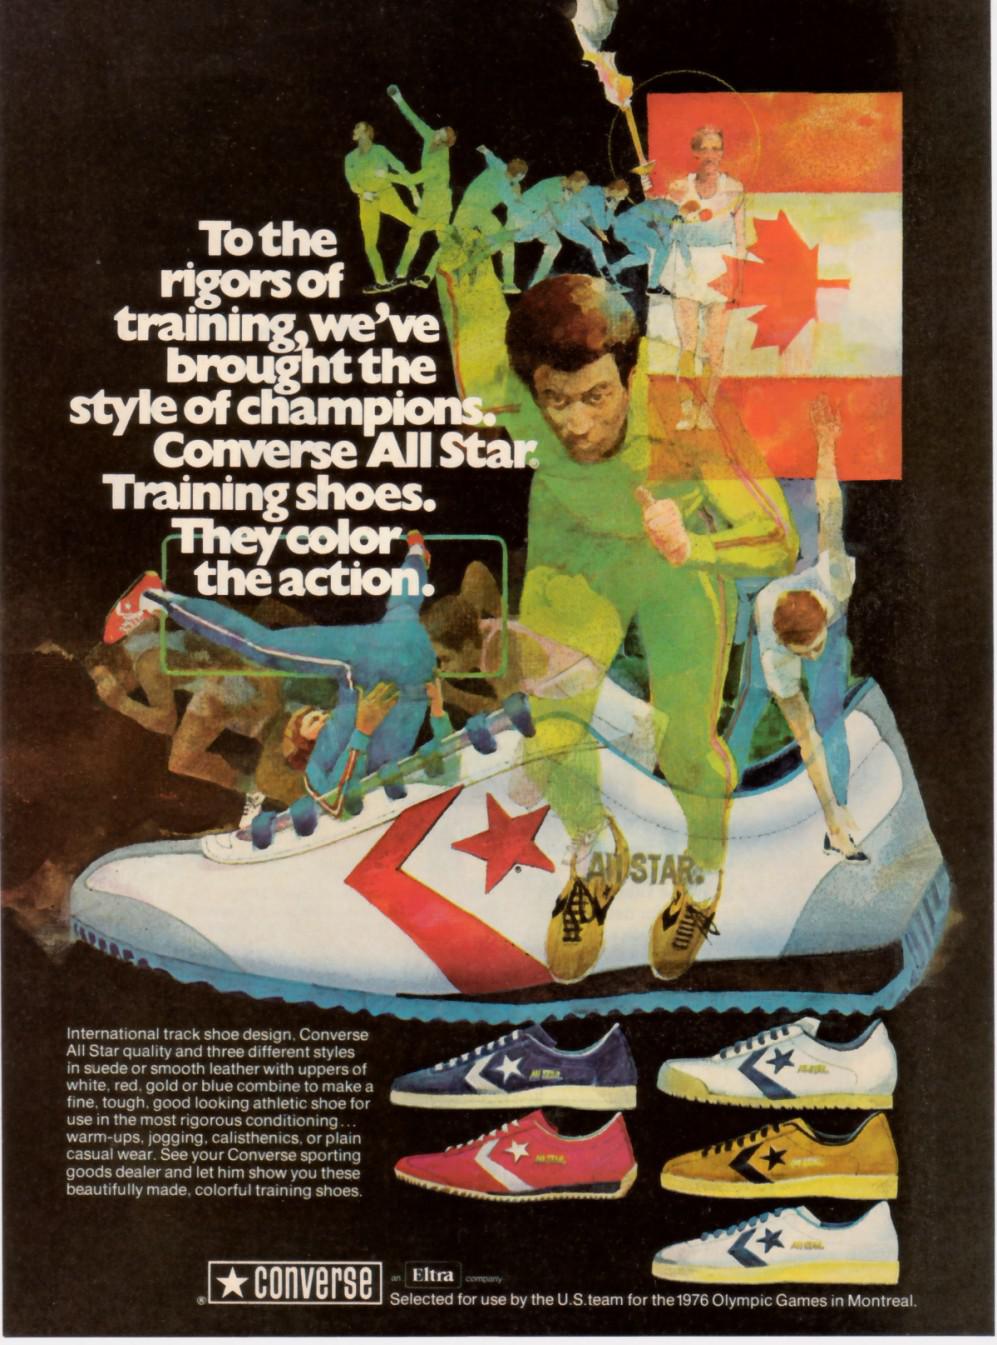 To the
rigors of
training, we've
brought the
style of champions.
Converse All Star.®
Training shoes.
They color
the action.
ALL STAR.
International track shoe design, Converse
All Star quality and three different styles
in suede or smooth leather with uppers of
white, red, gold or blue combine to make a
fine, tough, good looking athletic shoe for
use in the most rigorous conditioning...
warm-ups, jogging, calisthenics, or plain
casual wear. See your Converse sporting
goods dealer and let him show you these
beautifully made, colorful training shoes.
® ★ converse an Eltra company
Selected for use by the U.S. team for the 1976 Olympic Games in Montreal.